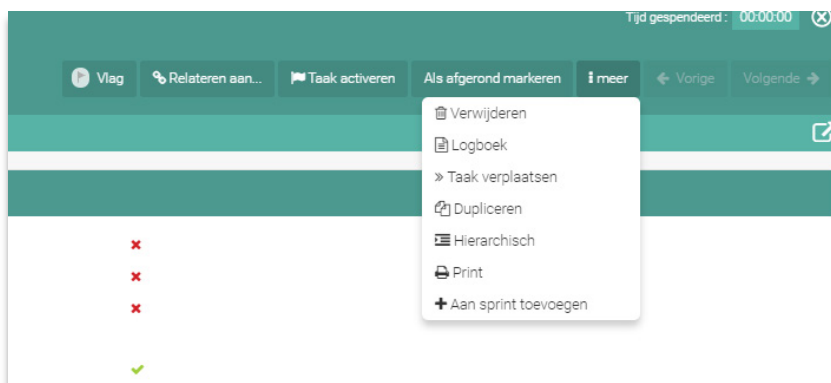 Tijd gespendeerd : 00:00:00
Vlag Relateren aan... Taak activeren Als afgerond markeren meer Vorige Volgende
Verwijderen
Logboek
Taak verplaatsen
Dupliceren
Hierarchisch
Print
Aan sprint toevoegen